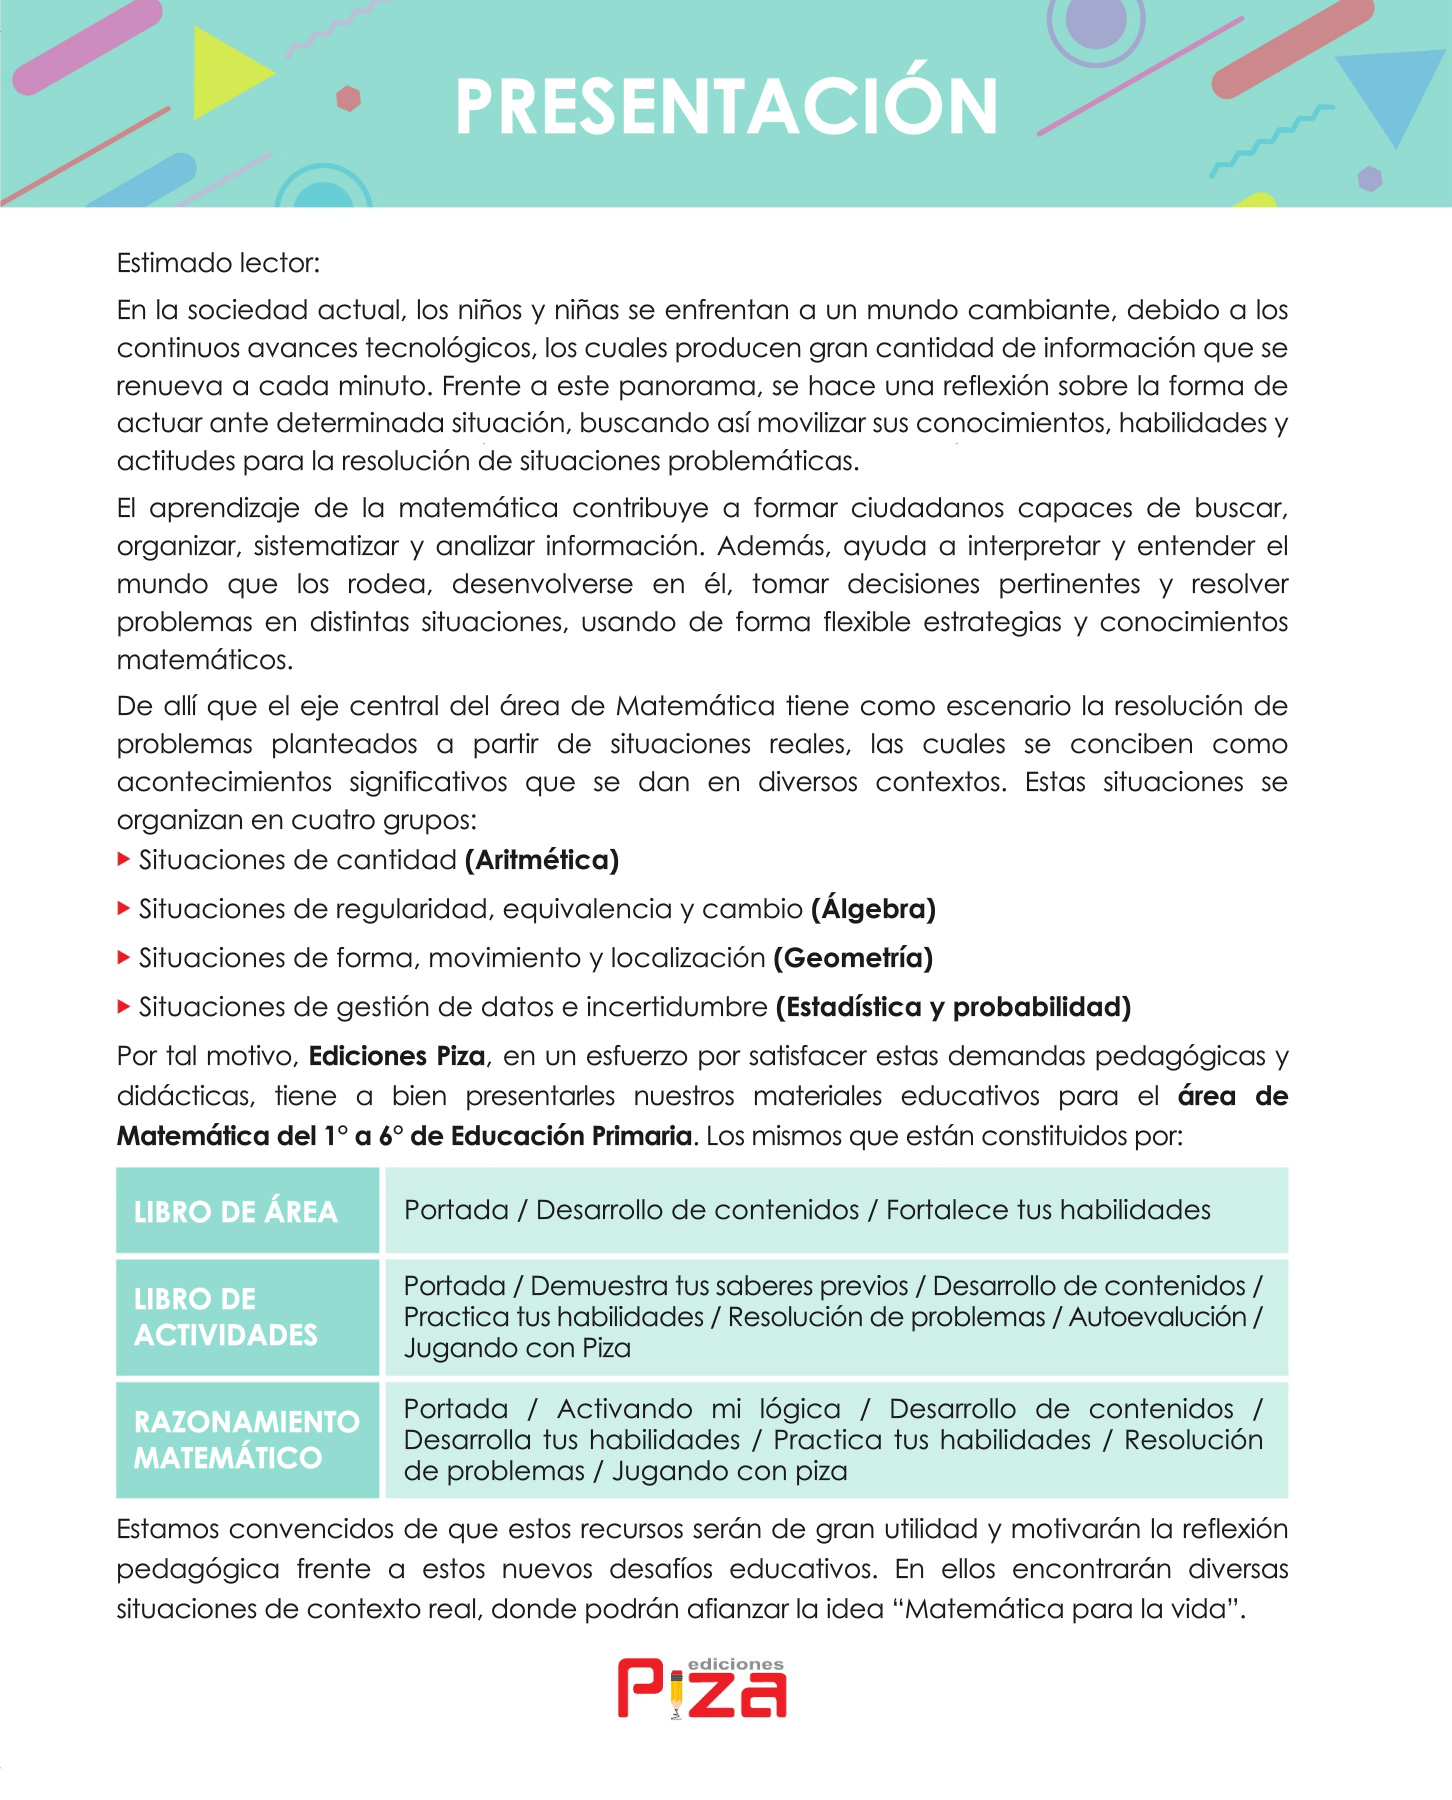 PRESENTACIÓN
Estimado lector:
En la sociedad actual, los niños y niñas se enfrentan a un mundo cambiante, debido a los
continuos avances tecnológicos, los cuales producen gran cantidad de información que se
renueva a cada minuto. Frente a este panorama, se hace una reflexión sobre la forma de
actuar ante determinada situación, buscando así movilizar sus conocimientos, habilidades y
actitudes para la resolución de situaciones problemáticas.
El aprendizaje de la matemática contribuye a formar ciudadanos capaces de buscar,
organizar, sistematizar y analizar información. Además, ayuda a interpretar y entender el
mundo que los rodea, desenvolverse en él, tomar decisiones pertinentes y resolver
problemas en distintas situaciones, usando de forma flexible estrategias y conocimientos
matemáticos.
De allí que el eje central del área de Matemática tiene como escenario la resolución de
problemas planteados a partir de situaciones reales, las cuales se conciben como
acontecimientos significativos que se dan en diversos contextos. Estas situaciones se
organizan en cuatro grupos:
▸ Situaciones de cantidad (Aritmética)
▸ Situaciones de regularidad, equivalencia y cambio (Álgebra)
▸ Situaciones de forma, movimiento y localización (Geometría)
▸ Situaciones de gestión de datos e incertidumbre (Estadística y probabilidad)
Por tal motivo, Ediciones Piza, en un esfuerzo por satisfacer estas demandas pedagógicas y
didácticas, tiene a bien presentarles nuestros materiales educativos para el área de
Matemática del 1° a 6° de Educación Primaria. Los mismos que están constituidos por:
LIBRO DE ÁREA
Portada / Desarrollo de contenidos / Fortalece tus habilidades
LIBRO DE
ACTIVIDADES
Portada / Demuestra tus saberes previos / Desarrollo de contenidos /
Practica tus habilidades / Resolución de problemas / Autoevalución /
Jugando con Piza
RAZONAMIENTO
MATEMÁTICO
Portada / Activando mi lógica / Desarrollo de contenidos /
Desarrolla tus habilidades / Practica tus habilidades / Resolución
de problemas / Jugando con piza
Estamos convencidos de que estos recursos serán de gran utilidad y motivarán la reflexión
pedagógica frente a estos nuevos desafíos educativos. En ellos encontrarán diversas
situaciones de contexto real, donde podrán afianzar la idea “Matemática para la vida”.
ediciones
Piza